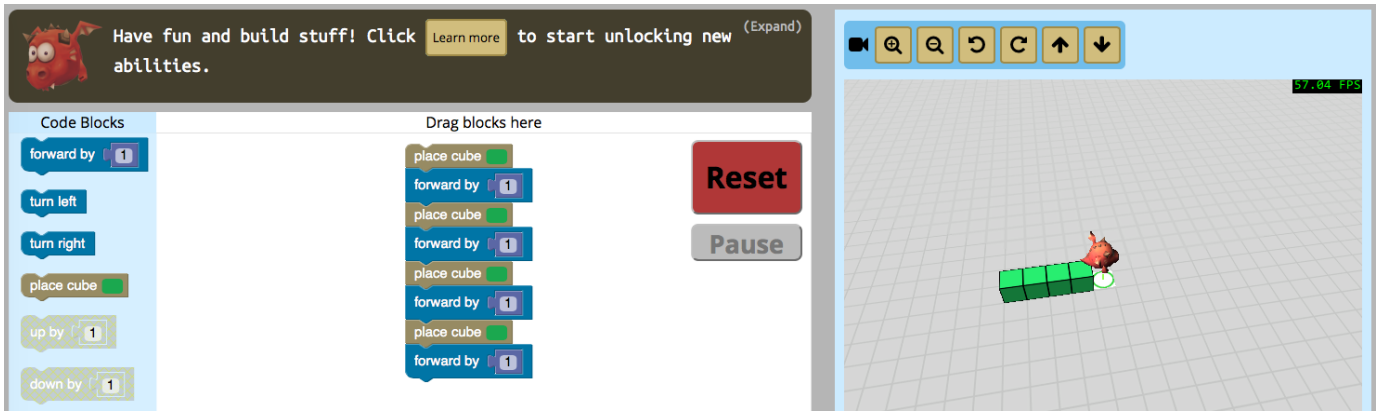 (Expand)
Have fun and build stuff! Click Learn more to start unlocking new
abilities.
Code Blocks
Drag blocks here
forward by 1
turn left
turn right
place cube
up by 1
down by 1
place cube
forward by 1
place cube
forward by 1
place cube
forward by 1
place cube
forward by 1
Reset
Pause
57.04 FPS